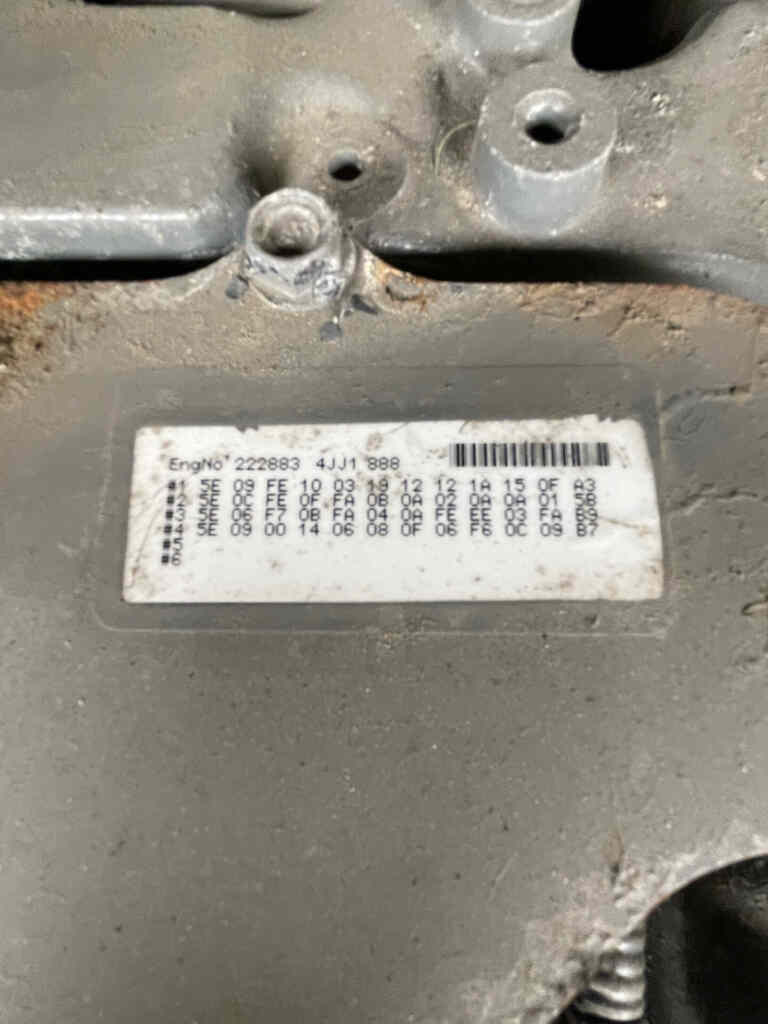 EngNo 222883 4JJ1 888
#1 5E 09 FE 10 03 19 12 12 1A 15 0F A3
#2 5E 0C FE 0F FA 0B 0A 02 0A 0A 01 5B
#3 5E 06 F7 0B FA 04 0A FE FE 03 FA 69
#4 5E 09 00 14 06 08 0F 06 F6 0C 09 B7
#5
#6